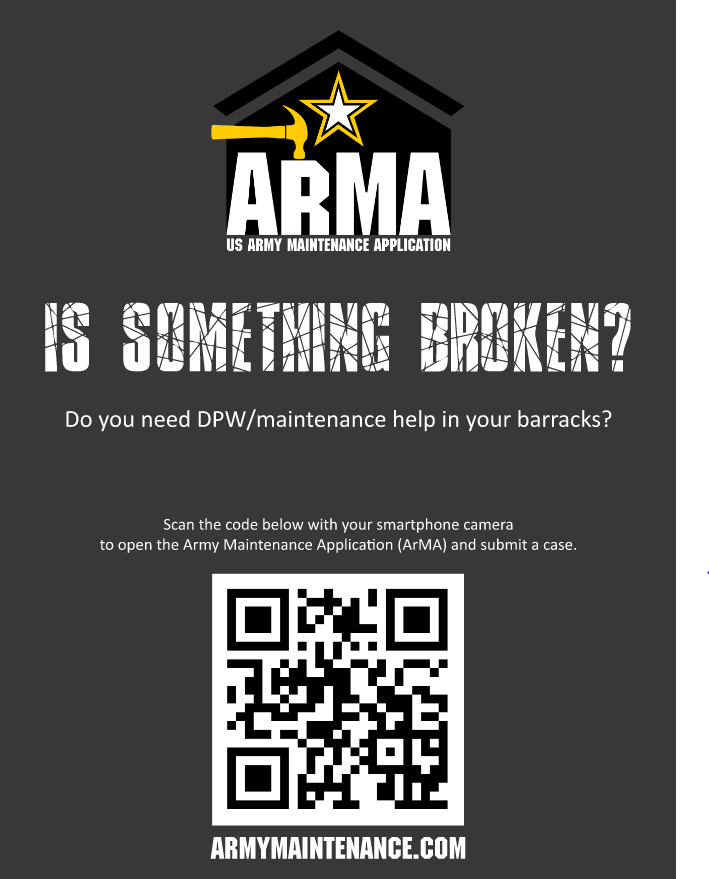 ARMA
US ARMY MAINTENANCE APPLICATION
IS SOMETHING BROKEN?
Do you need DPW/maintenance help in your barracks?
Scan the code below with your smartphone camera
to open the Army Maintenance Application (ArMA) and submit a case.
ARMYMAINTENANCE.COM